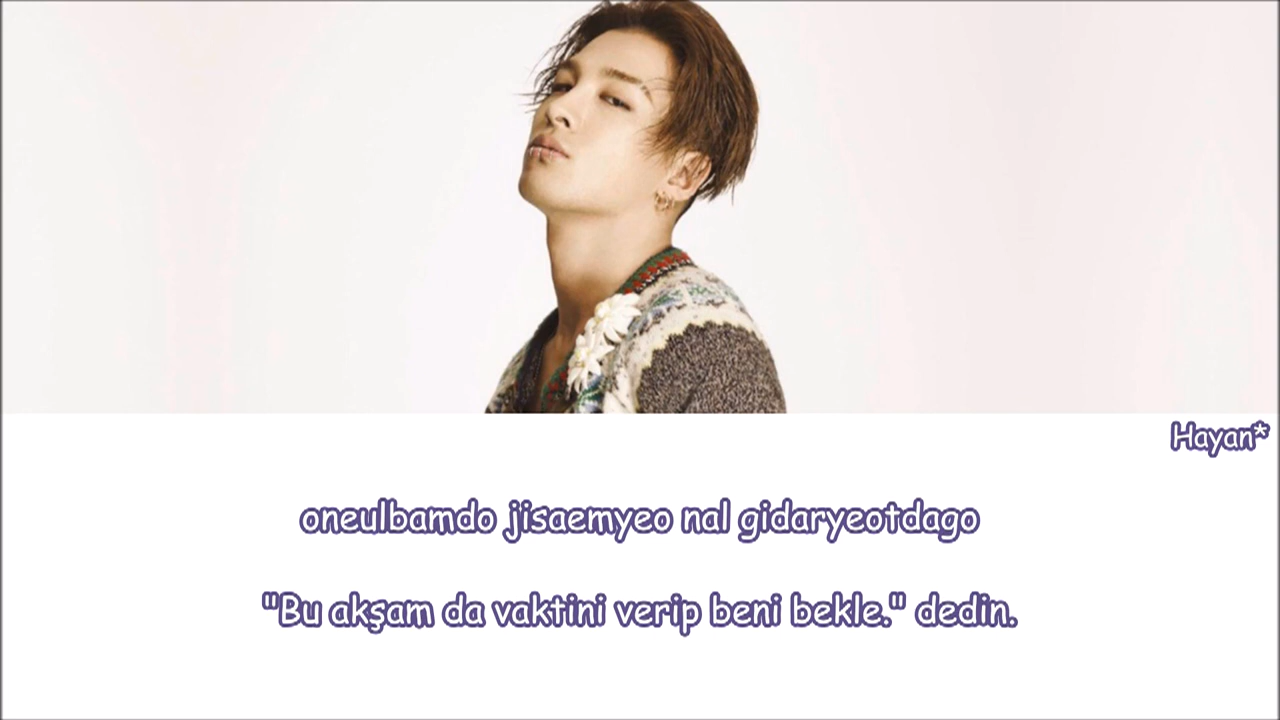 Hayan*
oneulbamdo jisaemyeo nal gidaryeotdago
"Bu akşam da vaktini verip beni bekle." dedin.